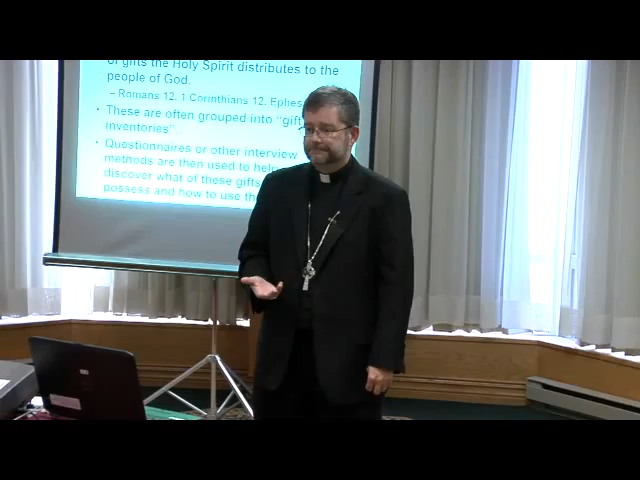 of gifts the Holy Spirit distributes to the
people of God.
– Romans 12, 1 Corinthians 12, Ephes
• These are often grouped into "gift
inventories".
• Questionnaires or other interview
methods are then used to help
discover what of these gifts
possess and how to use the